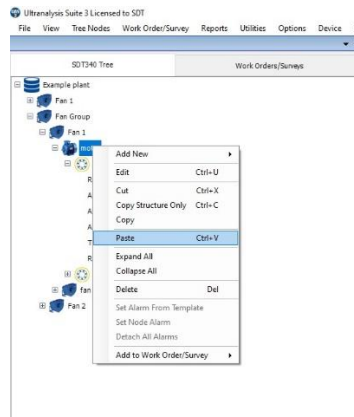 Ultranalysis Suite 3 Licensed to SDT
File View Tree Nodes Work Order/Survey Reports Utilities Options Device
SDT340 Tree Work Orders/Surveys
Example plant
Fan 1
Fan Group
Fan 1
mot
Add New
Edit Ctrl+U
R
Cut Ctrl+X
A
Copy Structure Only Ctrl+C
A
Copy
A
Paste Ctrl+V
T
Expand All
R
Collapse All
fan
Delete Del
Fan 2
Set Alarm From Template
Set Node Alarm
Detach All Alarms
Add to Work Order/Survey